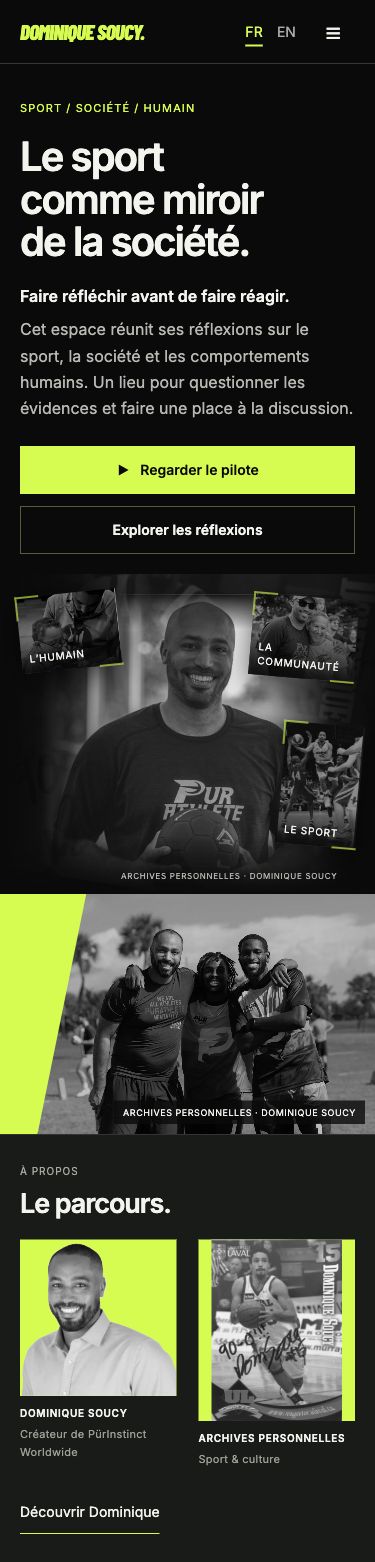 DOMINIQUE SOUCY.
FR EN
SPORT / SOCIÉTÉ / HUMAIN
Le sport
comme miroir
de la société.
Faire réfléchir avant de faire réagir.
Cet espace réunit ses réflexions sur le
sport, la société et les comportements
humains. Un lieu pour questionner les
évidences et faire une place à la discussion.
Regarder le pilote
Explorer les réflexions
L'HUMAIN
LA
COMMUNAUTÉ
PUR
ATHLETE
LE SPORT
ARCHIVES PERSONNELLES · DOMINIQUE SOUCY
ARCHIVES PERSONNELLES · DOMINIQUE SOUCY
À PROPOS
Le parcours.
LAVAL
15
Dominique Soucy
DOMINIQUE SOUCY
Créateur de PürInstinct
Worldwide
ARCHIVES PERSONNELLES
Sport & culture
Découvrir Dominique